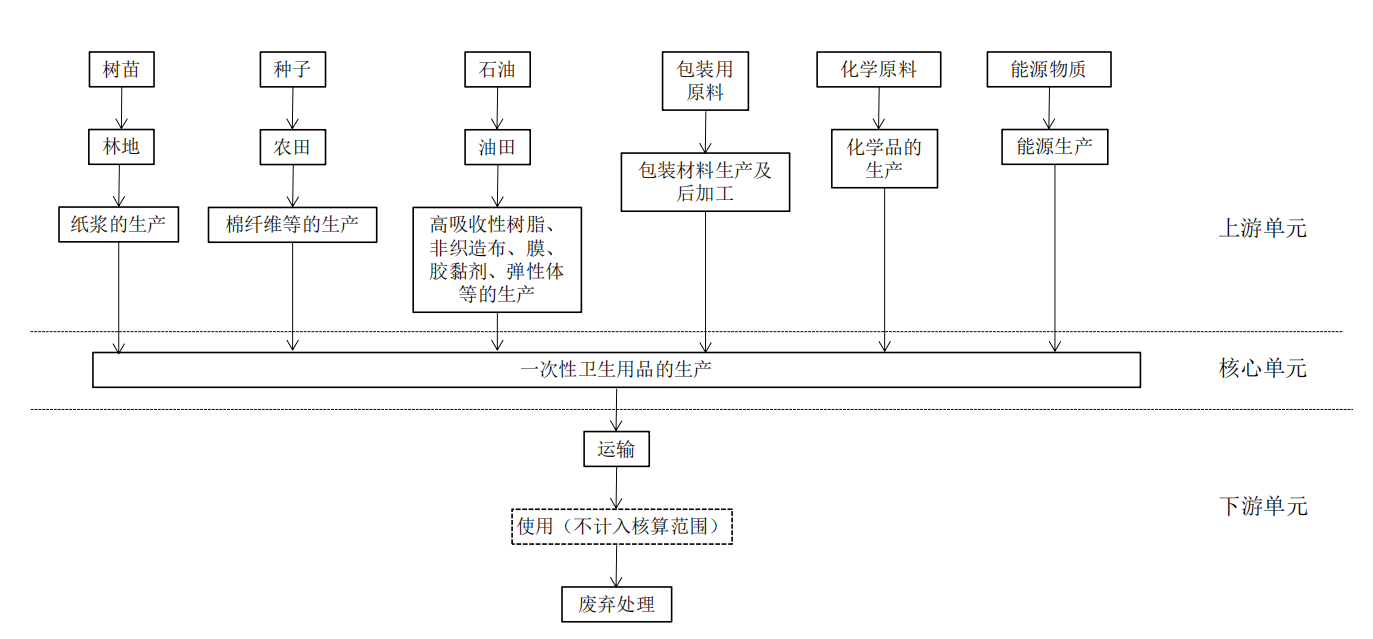 树苗
种子
石油
包装用
原料
化学原料
能源物质
林地
农田
油田
包装材料生产及
后加工
化学品的
生产
能源生产
纸浆的生产
棉纤维等的生产
高吸收性树脂、
非织造布、膜、
胶黏剂、弹性体
等的生产
上游单元
一次性卫生用品的生产
核心单元
运输
使用（不计入核算范围）
下游单元
废弃处理